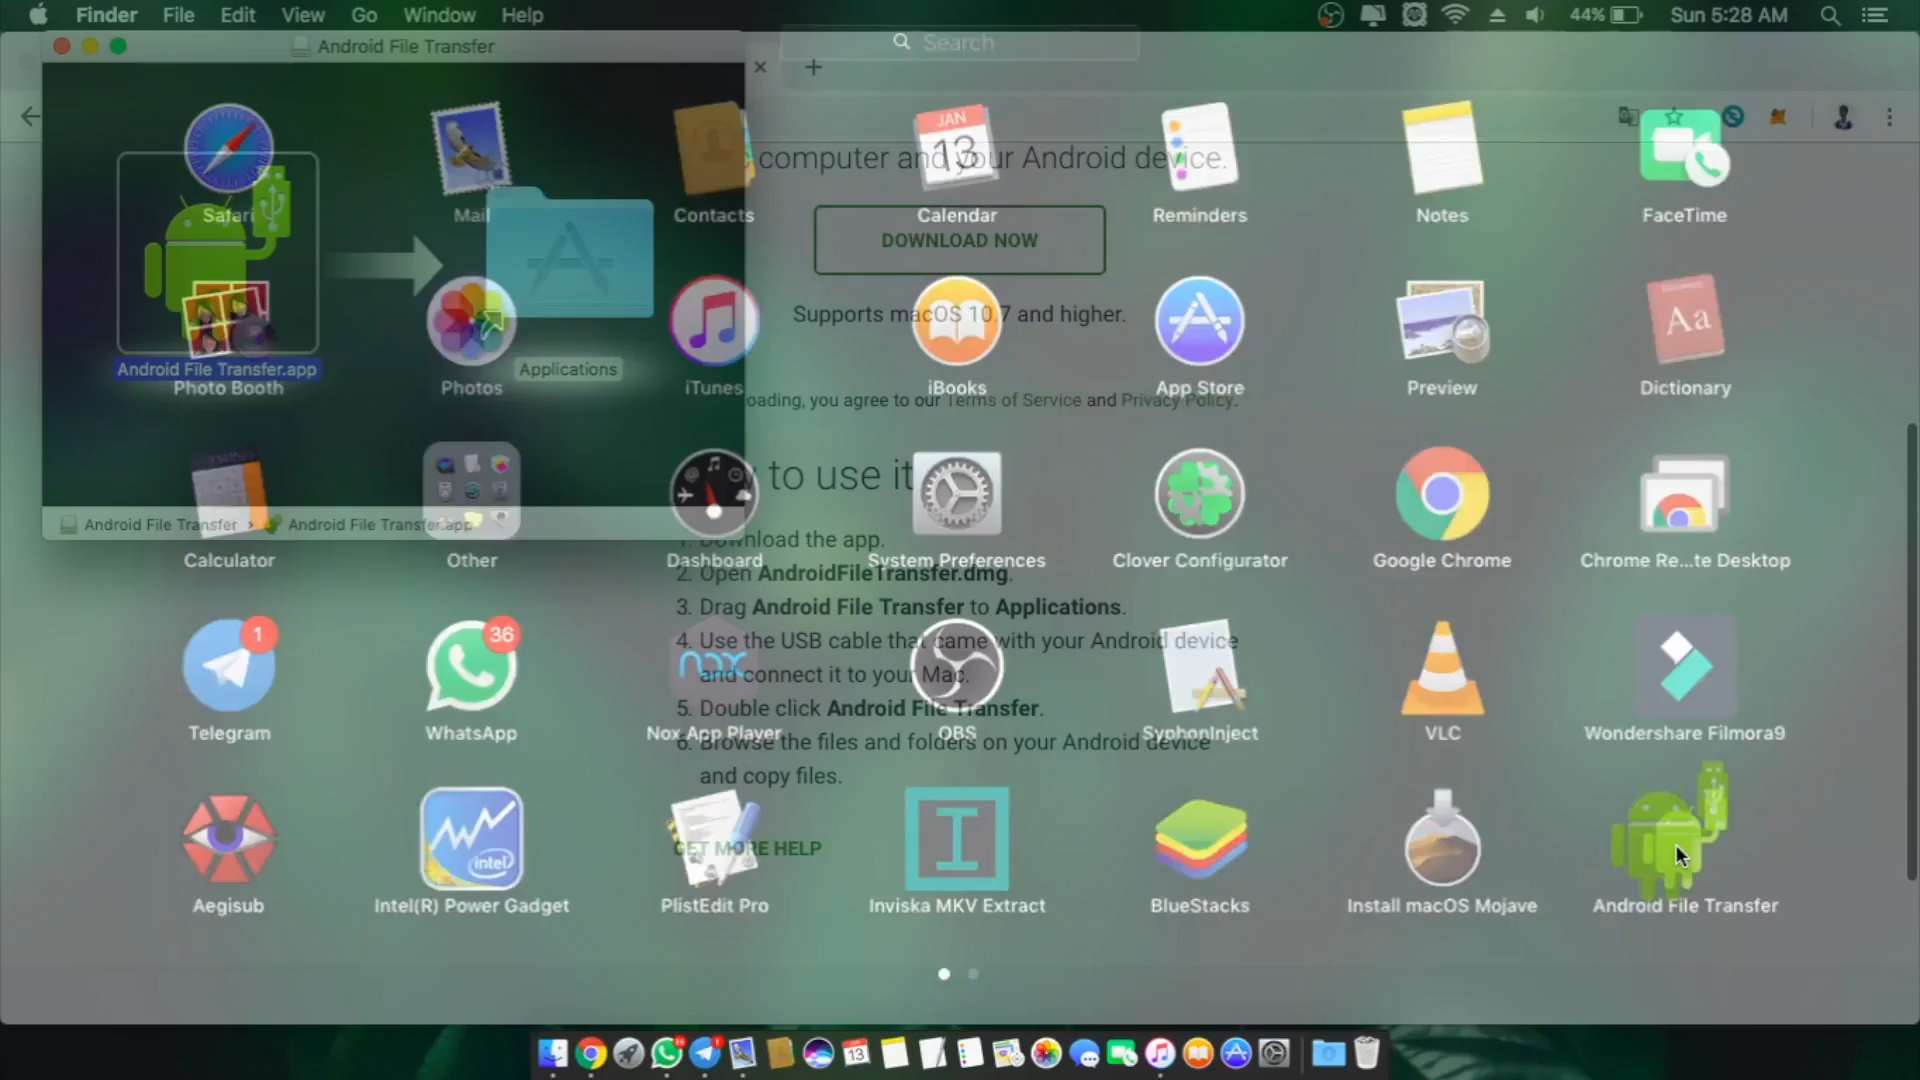 Finder File Edit View Go Window Help
44% Sun 5:28 AM
Android File Transfer
Search
Safari
Mail
Contacts
JAN
13
Calendar
Reminders
Notes
FaceTime
computer and your Android device.
DOWNLOAD NOW
Supports macOS 10.7 and higher.
Android File Transfer.app
Applications
Photo Booth
Photos
iTunes
iBooks
App Store
Preview
Aa
Dictionary
oading, you agree to our Terms of Service and Privacy Policy.
to use it
Android File Transfer › Android File Transfer.app
Calculator
Other
Dashboard
System Preferences
Clover Configurator
Google Chrome
Chrome Re...te Desktop
1. Download the app.
2. Open AndroidFileTransfer.dmg.
3. Drag Android File Transfer to Applications.
4. Use the USB cable that came with your Android device
and connect it to your Mac.
5. Double click Android File Transfer.
6. Browse the files and folders on your Android device
and copy files.
1
Telegram
36
WhatsApp
nox
Nox App Player
OBS
SyphonInject
VLC
Wondershare Filmora9
GET MORE HELP
Aegisub
intel
Intel(R) Power Gadget
PlistEdit Pro
Inviska MKV Extract
BlueStacks
Install macOS Mojave
Android File Transfer
13